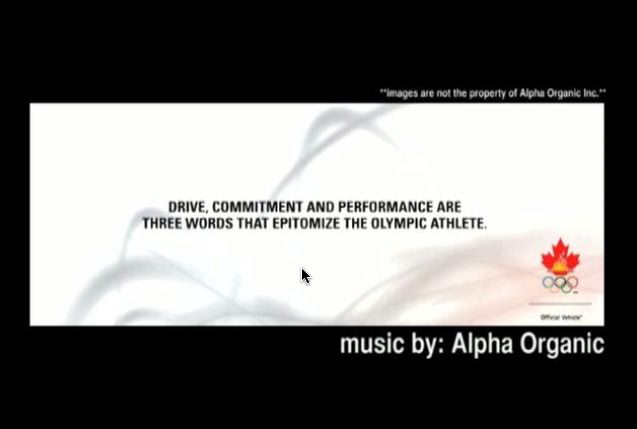 **images are not the property of Alpha Organic Inc.**
DRIVE, COMMITMENT AND PERFORMANCE ARE
THREE WORDS THAT EPITOMIZE THE OLYMPIC ATHLETE.
Official Vehicle*
music by: Alpha Organic